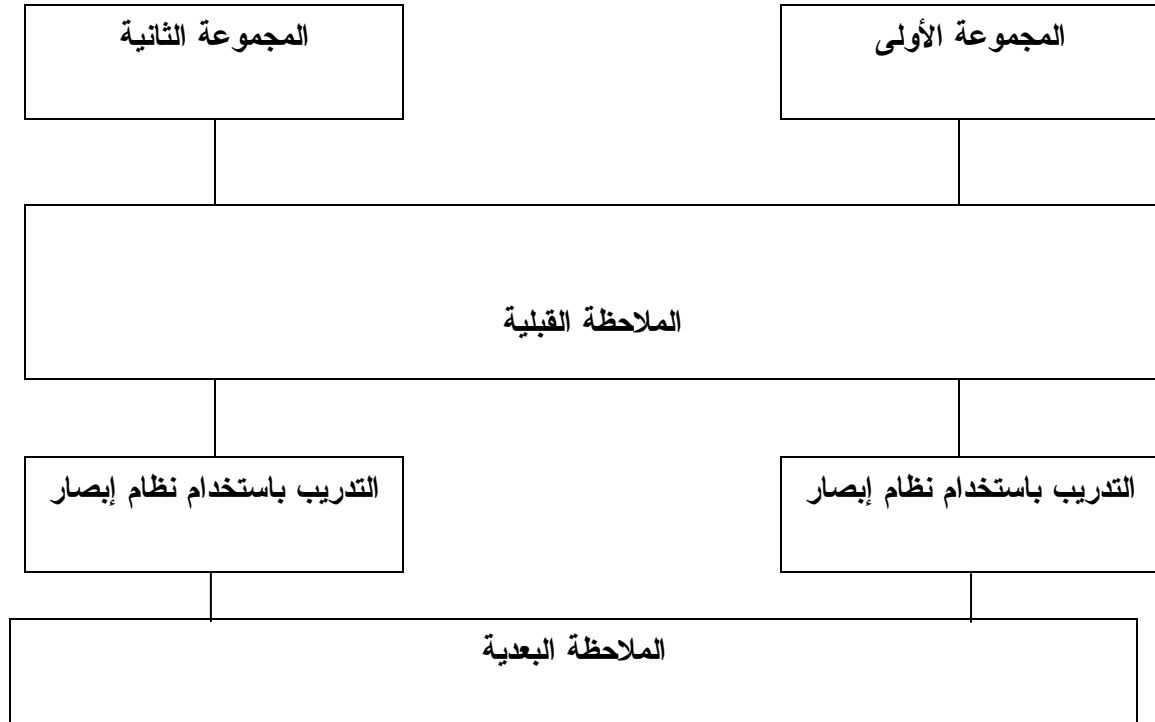 المجموعة الأولى
المجموعة الثانية
الملاحظة القبلية
التدريب باستخدام نظام إبصار
التدريب باستخدام نظام إبصار
الملاحظة البعدية